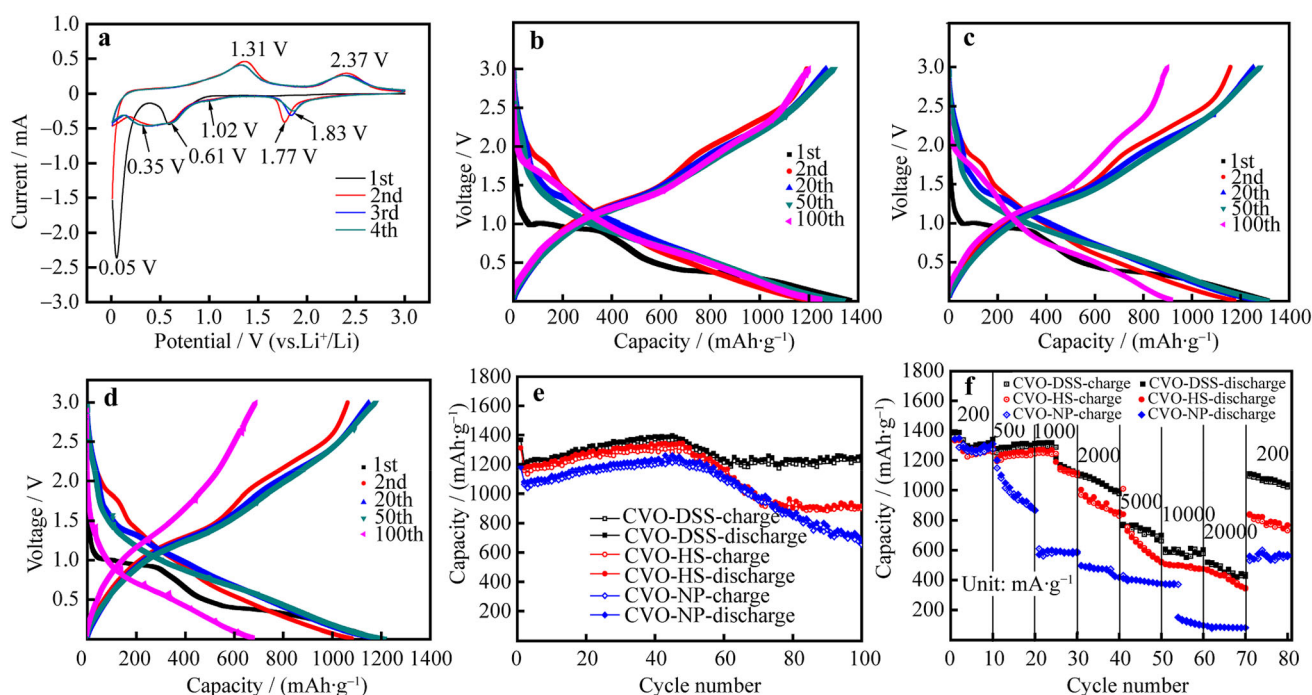 a
1.0
0.5
0
−0.5
−1.0
−1.5
−2.0
−2.5
−3.0
Current / mA
1.31 V
2.37 V
1.02 V
1.83 V
0.35 V
0.61 V
1.77 V
0.05 V
1st
2nd
3rd
4th
0 0.5 1.0 1.5 2.0 2.5 3.0
Potential / V (vs.Li⁺/Li)
b
3.0
2.5
2.0
1.5
1.0
0.5
Voltage / V
1st
2nd
20th
50th
100th
0 200 400 600 800 1000 1200 1400
Capacity / (mAh·g⁻¹)
c
3.0
2.5
2.0
1.5
1.0
0.5
Voltage / V
1st
2nd
20th
50th
100th
0 200 400 600 800 1000 1200 1400
Capacity / (mAh·g⁻¹)
d
3.0
2.5
2.0
1.5
1.0
0.5
Voltage / V
1st
2nd
20th
50th
100th
0 200 400 600 800 1000 1200 1400
Capacity / (mAh·g⁻¹)
e
1800
1600
1400
1200
1000
800
600
400
200
0
Capacity / (mAh·g⁻¹)
CVO-DSS-charge
CVO-DSS-discharge
CVO-HS-charge
CVO-HS-discharge
CVO-NP-charge
CVO-NP-discharge
0 20 40 60 80 100
Cycle number
f
1800
1600
1400
1200
1000
800
600
400
200
0
Capacity / (mAh·g⁻¹)
CVO-DSS-charge CVO-DSS-discharge
CVO-HS-charge CVO-HS-discharge
CVO-NP-charge CVO-NP-discharge
200
500
1000
2000
5000
10000
20000
200
Unit: mA·g⁻¹
0 10 20 30 40 50 60 70 80
Cycle number